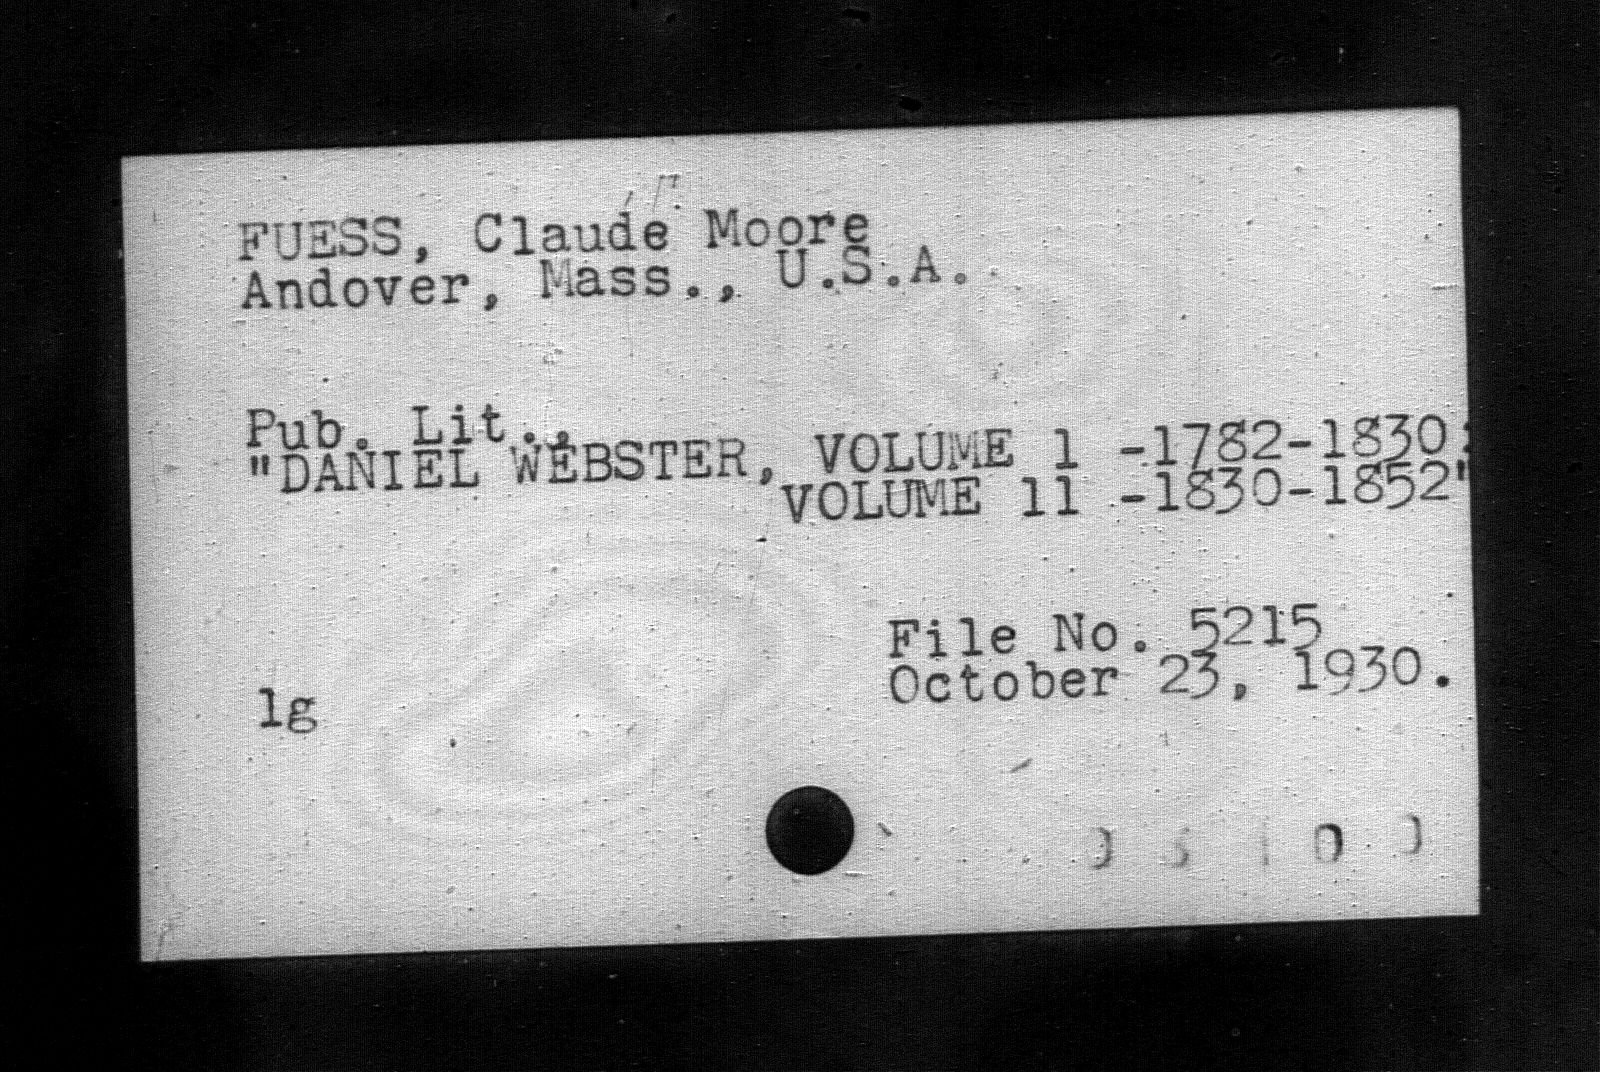 FUESS, Claude Moore
Andover, Mass., U.S.A.
Pub. Lit.,
"DANIEL WEBSTER, VOLUME 1 -1782-1830;
VOLUME 11 -1830-1852"
File No. 5215
October 23, 1930.
lg